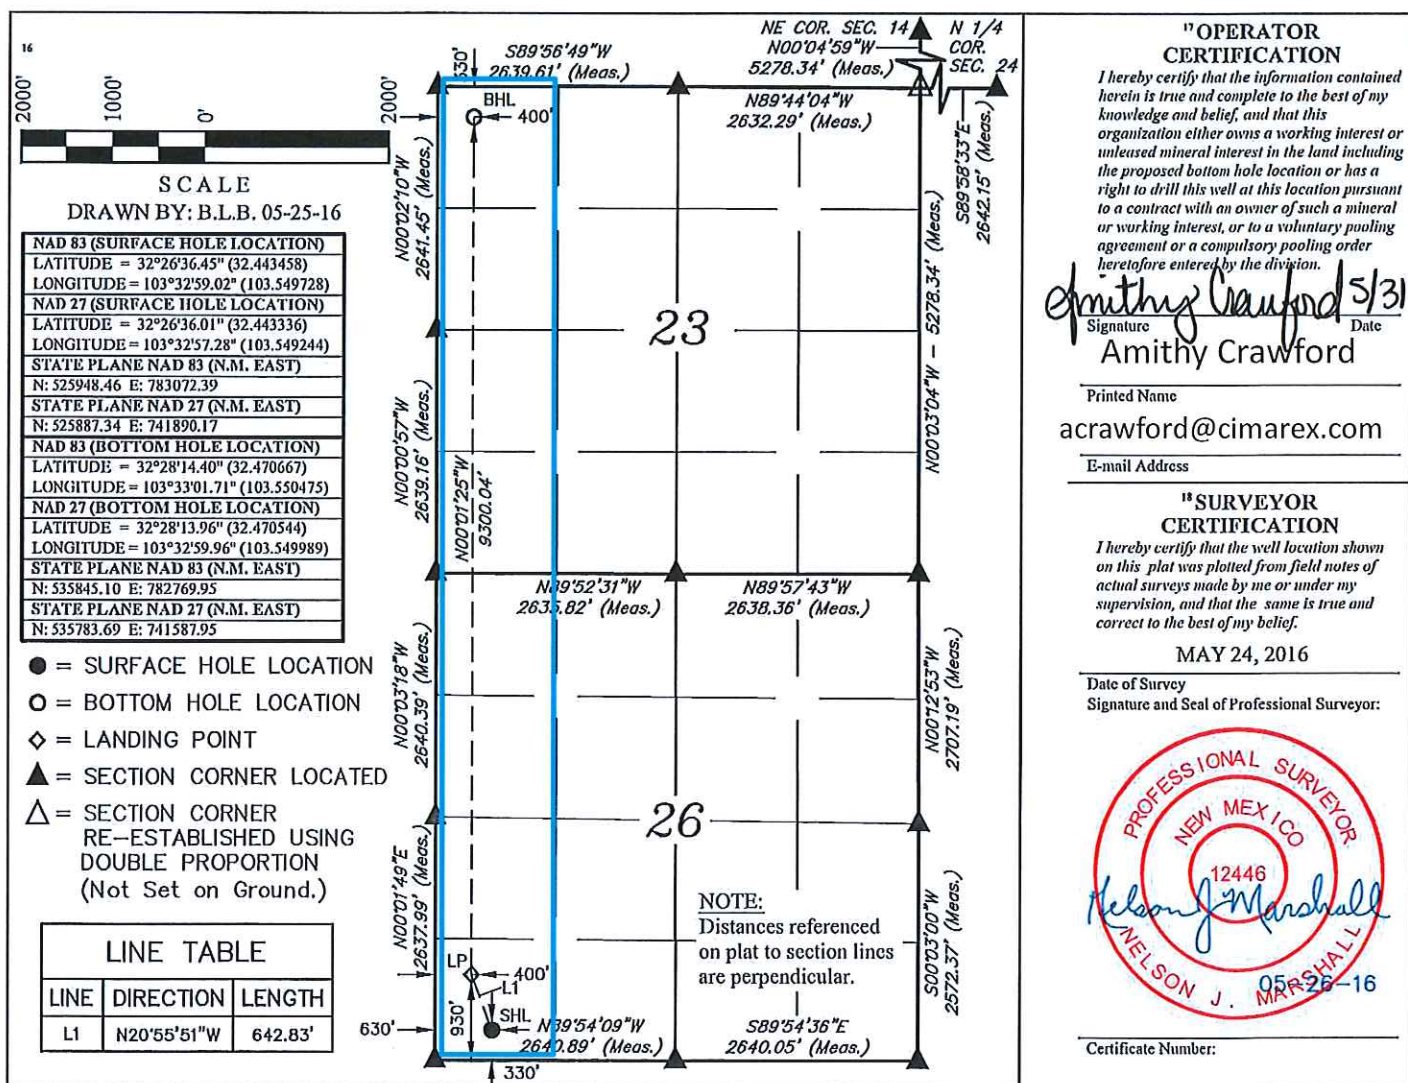 16
2000'
1000'
0'
2000'
SCALE
DRAWN BY: B.L.B. 05-25-16
NAD 83 (SURFACE HOLE LOCATION)
LATITUDE = 32°26'36.45" (32.443458)
LONGITUDE = 103°32'59.02" (103.549728)
NAD 27 (SURFACE HOLE LOCATION)
LATITUDE = 32°26'36.01" (32.443336)
LONGITUDE = 103°32'57.28" (103.549244)
STATE PLANE NAD 83 (N.M. EAST)
N: 525948.46 E: 783072.39
STATE PLANE NAD 27 (N.M. EAST)
N: 525887.34 E: 741890.17
NAD 83 (BOTTOM HOLE LOCATION)
LATITUDE = 32°28'14.40" (32.470667)
LONGITUDE = 103°33'01.71" (103.550475)
NAD 27 (BOTTOM HOLE LOCATION)
LATITUDE = 32°28'13.96" (32.470544)
LONGITUDE = 103°32'59.96" (103.549989)
STATE PLANE NAD 83 (N.M. EAST)
N: 535845.10 E: 782769.95
STATE PLANE NAD 27 (N.M. EAST)
N: 535783.69 E: 741587.95
= SURFACE HOLE LOCATION
= BOTTOM HOLE LOCATION
= LANDING POINT
= SECTION CORNER LOCATED
= SECTION CORNER
RE-ESTABLISHED USING
DOUBLE PROPORTION
(Not Set on Ground.)
LINE TABLE
LINE DIRECTION LENGTH
L1 N20°55'51"W 642.83'
S89°56'49"W
2639.61' (Meas.)
NE COR. SEC. 14
N00°04'59"W
5278.34' (Meas.)
N 1/4
COR.
SEC. 24
N89°44'04"W
2632.29' (Meas.)
S89°58'33"E
2642.15' (Meas.)
BHL
400'
N00°02'10"W
2641.45' (Meas.)
23
N00°03'04"W – 5278.34' (Meas.)
N00°00'57"W
2639.16' (Meas.)
N00°01'25"W
9300.04'
N89°52'31"W
2635.82' (Meas.)
N89°57'43"W
2638.36' (Meas.)
N00°03'18"W
2640.39' (Meas.)
N00°12'53"W
2707.19' (Meas.)
26
N00°01'49"E
2637.99' (Meas.)
NOTE:
Distances referenced
on plat to section lines
are perpendicular.
S00°03'00"W
2572.37' (Meas.)
LP
400'
L1
930'
SHL
630'
N89°54'09"W
2640.89' (Meas.)
S89°54'36"E
2640.05' (Meas.)
330'
17 OPERATOR
CERTIFICATION
I hereby certify that the information contained
herein is true and complete to the best of my
knowledge and belief, and that this
organization either owns a working interest or
unleased mineral interest in the land including
the proposed bottom hole location or has a
right to drill this well at this location pursuant
to a contract with an owner of such a mineral
or working interest, or to a voluntary pooling
agreement or a compulsory pooling order
heretofore entered by the division.
Amithy Crawford 5/31
Signature Date
Amithy Crawford
Printed Name
acrawford@cimarex.com
E-mail Address
18 SURVEYOR
CERTIFICATION
I hereby certify that the well location shown
on this plat was plotted from field notes of
actual surveys made by me or under my
supervision, and that the same is true and
correct to the best of my belief.
MAY 24, 2016
Date of Survey
Signature and Seal of Professional Surveyor:
PROFESSIONAL SURVEYOR
NEW MEXICO
12446
Nelson J Marshall
NELSON J. MARSHALL
05-26-16
Certificate Number: